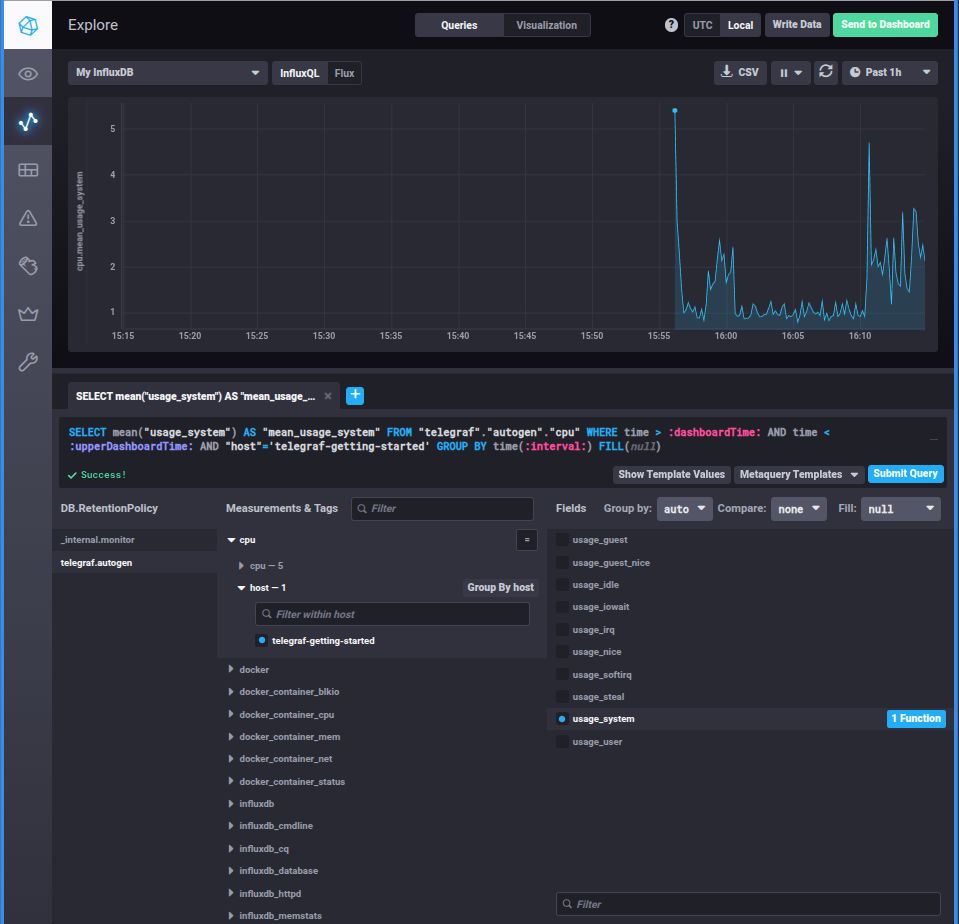 Explore
Queries Visualization
? UTC Local Write Data Send to Dashboard
My InfluxDB InfluxQL Flux CSV Past 1h
cpu.mean_usage_system
5
4
3
2
1
15:15 15:20 15:25 15:30 15:35 15:40 15:45 15:50 15:55 16:00 16:05 16:10
SELECT mean("usage_system") AS "mean_usage_... × +
SELECT mean("usage_system") AS "mean_usage_system" FROM "telegraf"."autogen"."cpu" WHERE time > :dashboardTime: AND time <
:upperDashboardTime: AND "host"='telegraf-getting-started' GROUP BY time(:interval:) FILL(null)
Success! Show Template Values Metaquery Templates Submit Query
DB.RetentionPolicy
_internal.monitor
telegraf.autogen
Measurements & Tags Filter
cpu =
cpu — 5
host — 1 Group By host
Filter within host
telegraf-getting-started
docker
docker_container_blkio
docker_container_cpu
docker_container_mem
docker_container_net
docker_container_status
influxdb
influxdb_cmdline
influxdb_cq
influxdb_database
influxdb_httpd
influxdb_memstats
Fields Group by: auto Compare: none Fill: null
usage_guest
usage_guest_nice
usage_idle
usage_iowait
usage_irq
usage_nice
usage_softirq
usage_steal
usage_system 1 Function
usage_user
Filter